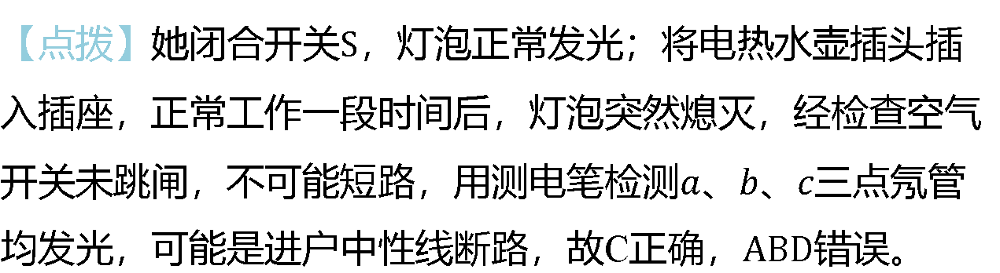 【点拨】她闭合开关S，灯泡正常发光；将电热水壶插头插
入插座，正常工作一段时间后，灯泡突然熄灭，经检查空气
开关未跳闸，不可能短路，用测电笔检测a、b、c三点氖管
均发光，可能是进户中性线断路，故C正确，ABD错误。